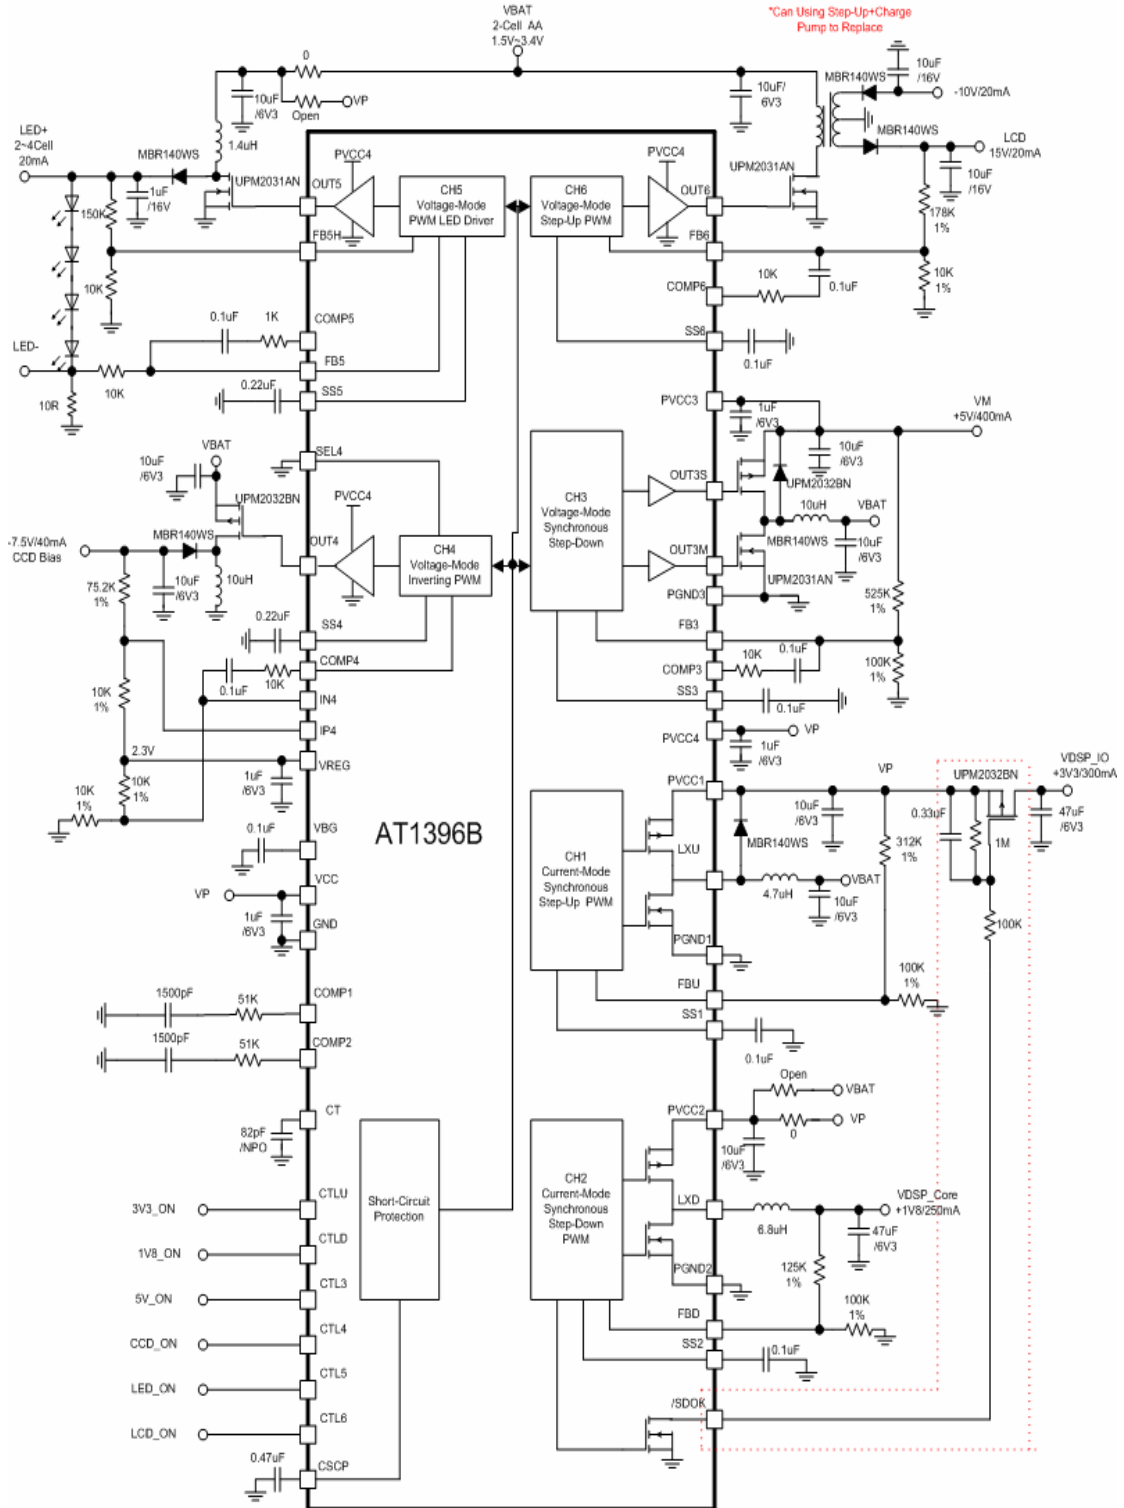 VBAT
2-Cell AA
1.5V~3.4V
*Can Using Step-Up+Charge
Pump to Replace
0
10uF
/6V3
Open
VP
1.4uH
10uF/
6V3
MBR140WS
10uF
/16V
-10V/20mA
MBR140WS
LCD
15V/20mA
10uF
/16V
LED+
2~4Cell
20mA
MBR140WS
1uF
/16V
150K
10K
UPM2031AN
OUT5
PVCC4
CH5
Voltage-Mode
PWM LED Driver
CH6
Voltage-Mode
Step-Up PWM
PVCC4
OUT6
UPM2031AN
178K
1%
10K
1%
FB5H
FB6
10K
0.1uF
COMP6
0.1uF
1K
COMP5
SS6
0.1uF
LED-
10K
FB5
0.22uF
SS5
10R
PVCC3
1uF
/6V3
VM
+5V/400mA
10uF
/6V3
VBAT
10uF
/6V3
SEL4
UPM2032BN
PVCC4
OUT4
CH4
Voltage-Mode
Inverting PWM
CH3
Voltage-Mode
Synchronous
Step-Down
OUT3S
UPM2032BN
10uH
VBAT
MBR140WS
10uF
/6V3
OUT3M
UPM2031AN
PGND3
-7.5V/40mA
CCD Bias
MBR140WS
75.2K
1%
10uF
/6V3
10uH
0.22uF
SS4
COMP4
0.1uF
10K
525K
1%
FB3
10K
0.1uF
COMP3
100K
1%
SS3
0.1uF
10K
1%
IN4
IP4
2.3V
VREG
10K
1%
10K
1%
1uF
/6V3
PVCC4
VP
1uF
/6V3
0.1uF
VBG
AT1396B
VP
VCC
1uF
/6V3
GND
PVCC1
VP
VDSP_IO
+3V3/300mA
UPM2032BN
0.33uF
1M
47uF
/6V3
10uF
/6V3
MBR140WS
312K
1%
CH1
Current-Mode
Synchronous
Step-Up PWM
LXU
4.7uH
VBAT
10uF
/6V3
100K
PGND1
100K
1%
FBU
SS1
0.1uF
1500pF
51K
COMP1
1500pF
51K
COMP2
CT
82pF
/NPO
Open
VBAT
PVCC2
VP
0
10uF
/6V3
Short-Circuit
Protection
CH2
Current-Mode
Synchronous
Step-Down
PWM
LXD
6.8uH
VDSP_Core
+1V8/250mA
47uF
/6V3
125K
1%
PGND2
100K
1%
FBD
SS2
0.1uF
/SDOK
3V3_ON
CTLU
1V8_ON
CTLD
5V_ON
CTL3
CCD_ON
CTL4
LED_ON
CTL5
LCD_ON
CTL6
0.47uF
CSCP